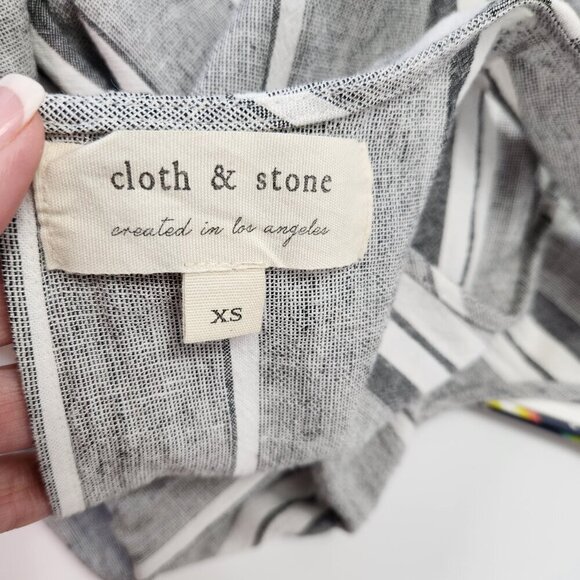 cloth & stone
created in los angeles
XS